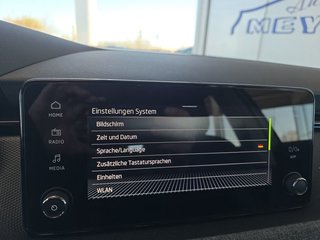 MEY
HOME
RADIO
MEDIA
Einstellungen System
Bildschirm
Zeit und Datum
Sprache/Language
Zusätzliche Tastatursprachen
Einheiten
WLAN